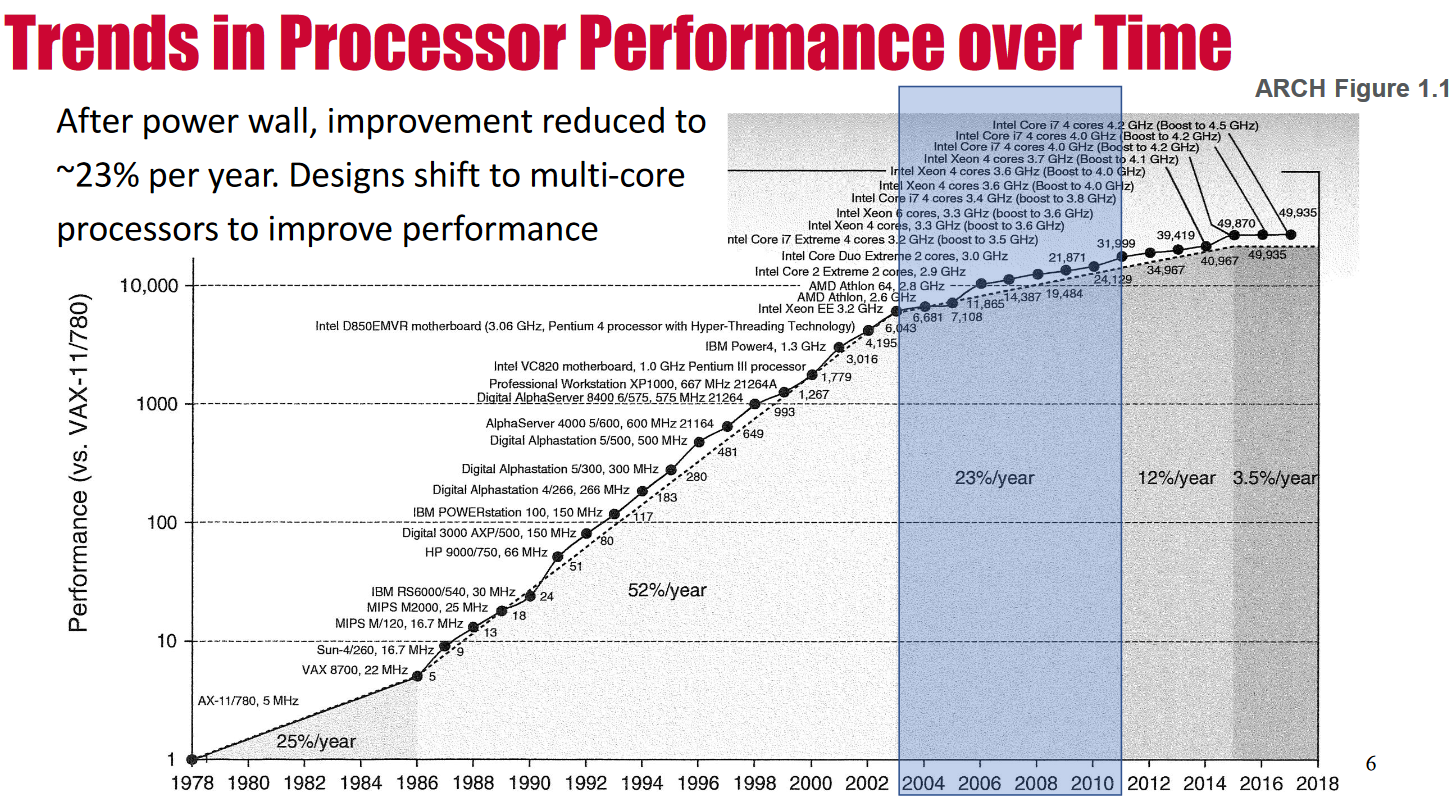 Trends in Processor Performance over Time
ARCH Figure 1.1
After power wall, improvement reduced to
~23% per year. Designs shift to multi-core
processors to improve performance
Intel Core i7 4 cores 4.2 GHz (Boost to 4.5 GHz)
Intel Core i7 4 cores 4.0 GHz (Boost to 4.2 GHz)
Intel Core i7 4 cores 4.0 GHz (Boost to 4.2 GHz)
Intel Xeon 4 cores 3.7 GHz (Boost to 4.1 GHz)
Intel Xeon 4 cores 3.6 GHz (Boost to 4.0 GHz)
Intel Xeon 4 cores 3.6 GHz (Boost to 4.0 GHz)
Intel Core i7 4 cores 3.4 GHz (boost to 3.8 GHz)
Intel Xeon 6 cores, 3.3 GHz (boost to 3.6 GHz)
Intel Xeon 4 cores, 3.3 GHz (boost to 3.6 GHz)
ntel Core i7 Extreme 4 cores 3.2 GHz (boost to 3.5 GHz)
Intel Core Duo Extreme 2 cores, 3.0 GHz
Intel Core 2 Extreme 2 cores, 2.9 GHz
AMD Athlon 64, 2.8 GHz
AMD Athlon, 2.6 GHz
Intel Xeon EE 3.2 GHz
Intel D850EMVR motherboard (3.06 GHz, Pentium 4 processor with Hyper-Threading Technology)
IBM Power4, 1.3 GHz
Intel VC820 motherboard, 1.0 GHz Pentium III processor
Professional Workstation XP1000, 667 MHz 21264A
Digital AlphaServer 8400 6/575, 575 MHz 21264
AlphaServer 4000 5/600, 600 MHz 21164
Digital Alphastation 5/500, 500 MHz
Digital Alphastation 5/300, 300 MHz
Digital Alphastation 4/266, 266 MHz
IBM POWERstation 100, 150 MHz
Digital 3000 AXP/500, 150 MHz
HP 9000/750, 66 MHz
IBM RS6000/540, 30 MHz
MIPS M2000, 25 MHz
MIPS M/120, 16.7 MHz
Sun-4/260, 16.7 MHz
VAX 8700, 22 MHz
AX-11/780, 5 MHz
49,935
49,870
49,935
39,419
40,967
31,999
34,967
21,871
24,129
19,484
14,387
11,865
7,108
6,681
6,043
4,195
3,016
1,779
1,267
993
649
481
280
183
117
80
51
24
18
13
9
5
25%/year
52%/year
23%/year
12%/year
3.5%/year
Performance (vs. VAX-11/780)
10,000
1000
100
10
1
1978 1980 1982 1984 1986 1988 1990 1992 1994 1996 1998 2000 2002 2004 2006 2008 2010 2012 2014 2016 2018
6